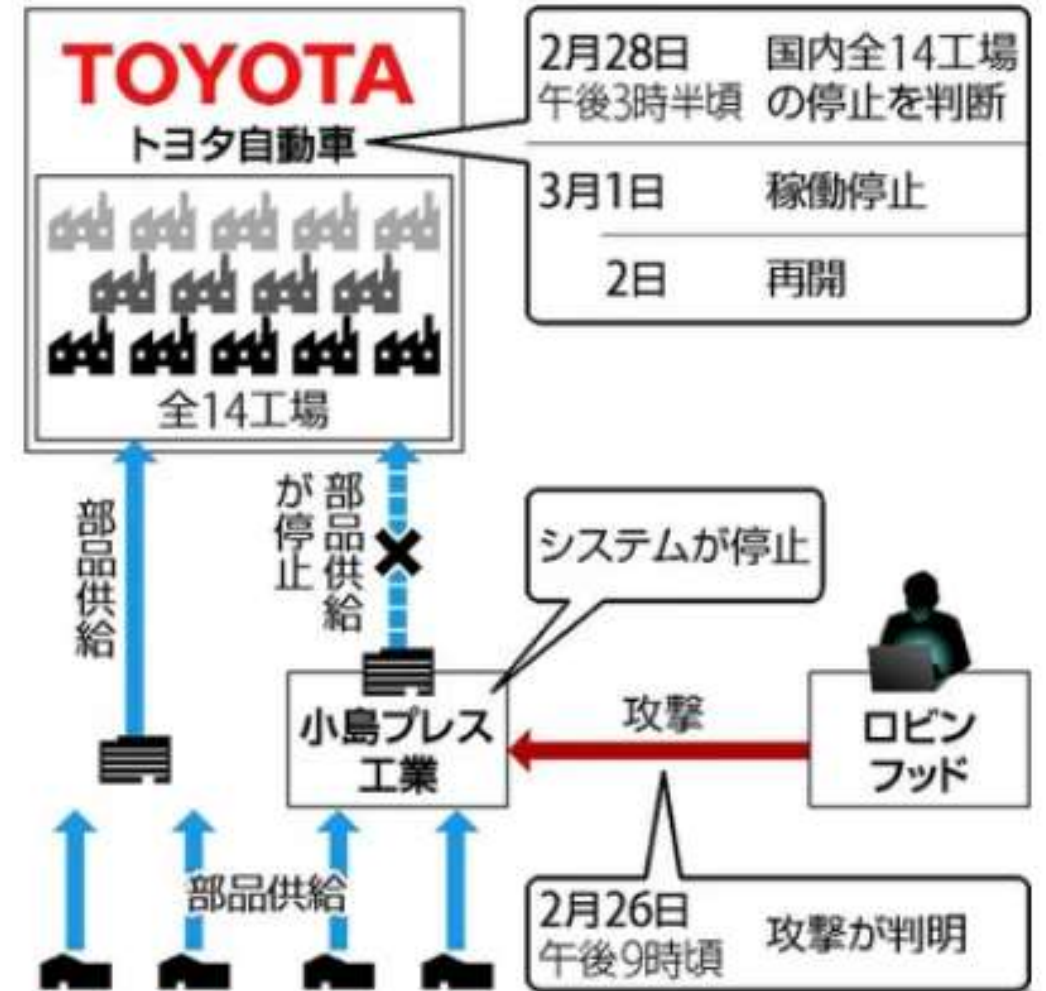 TOYOTA
トヨタ自動車
全14工場
2月28日 国内全14工場
午後3時半頃 の停止を判断
3月1日 稼働停止
2日 再開
部品供給
部品供給
が停止
システムが停止
小島プレス
工業
攻撃
ロビン
フッド
部品供給
2月26日
午後9時頃 攻撃が判明